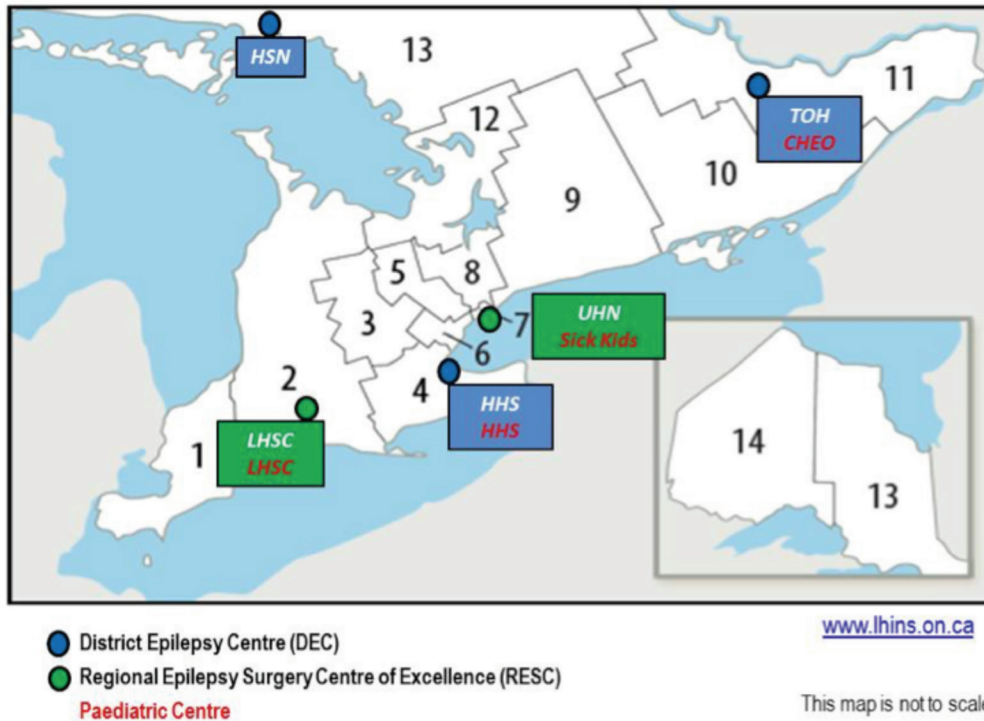 HSN
13
11
12
TOH
CHEO
10
9
5
8
3
7
UHN
Sick Kids
6
2
4
HHS
HHS
1
LHSC
LHSC
14
13
www.lhins.on.ca
District Epilepsy Centre (DEC)
Regional Epilepsy Surgery Centre of Excellence (RESC)
Paediatric Centre
This map is not to scale